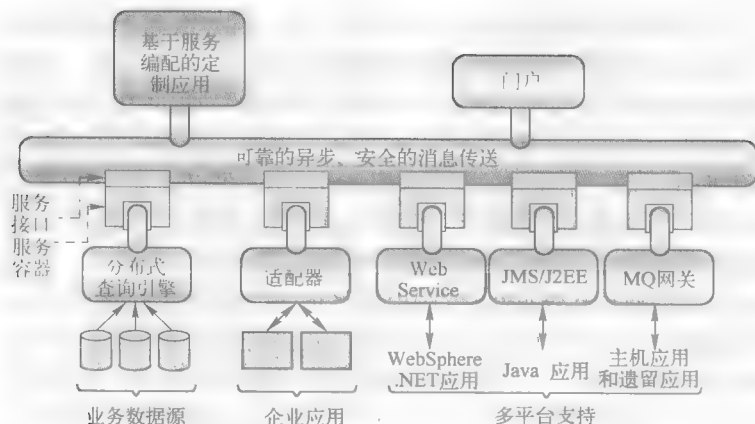 基于服务
编配的定
制应用
门户
可靠的异步、安全的消息传送
服务
接口
服务
容器
分布式
查询引擎
适配器
Web
Service
JMS/J2EE
MQ网关
WebSphere
.NET应用
Java 应用
主机应用
和遗留应用
业务数据源
企业应用
多平台支持